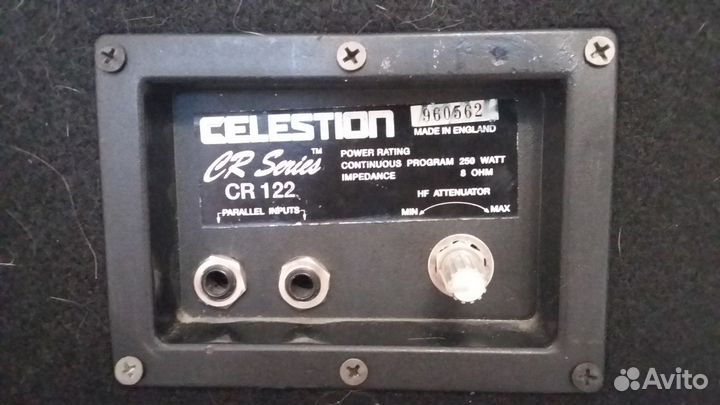 CELESTION
960562
MADE IN ENGLAND
CR Series™
CR 122
POWER RATING
CONTINUOUS PROGRAM 250 WATT
IMPEDANCE 8 OHM
HF ATTENUATOR
PARALLEL INPUTS
MIN MAX
Avito